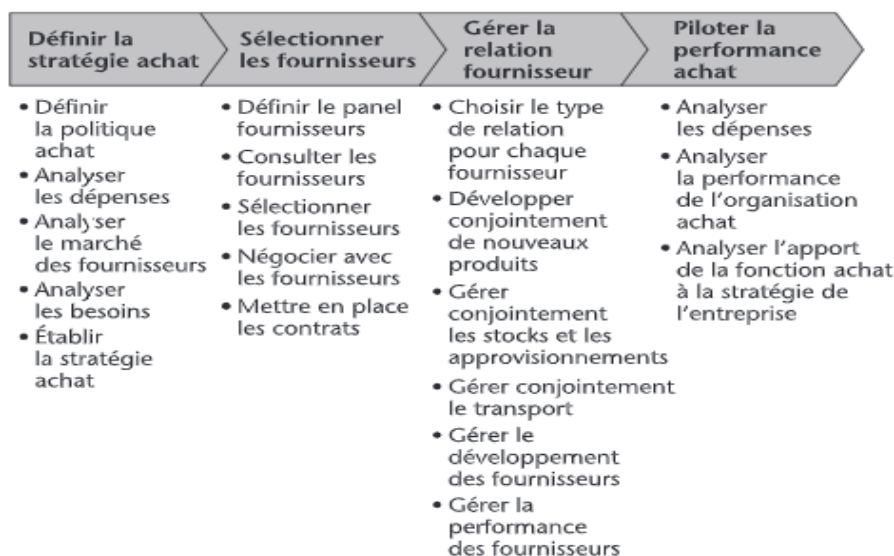 Définir la
stratégie achat
Sélectionner
les fournisseurs
Gérer la
relation
fournisseur
Piloter la
performance
achat
• Définir
la politique
achat
• Analyser
les dépenses
• Analyser
le marché
des fournisseurs
• Analyser
les besoins
• Établir
la stratégie
achat
• Définir le panel
fournisseurs
• Consulter les
fournisseurs
• Sélectionner
les fournisseurs
• Négocier avec
les fournisseurs
• Mettre en place
les contrats
• Choisir le type
de relation
pour chaque
fournisseur
• Développer
conjointement
de nouveaux
produits
• Gérer
conjointement
les stocks et les
approvisionnements
• Gérer conjointement
le transport
• Gérer le
développement
des fournisseurs
• Gérer la
performance
des fournisseurs
• Analyser
les dépenses
• Analyser
la performance
de l'organisation
achat
• Analyser l'apport
de la fonction achat
à la stratégie de
l'entreprise